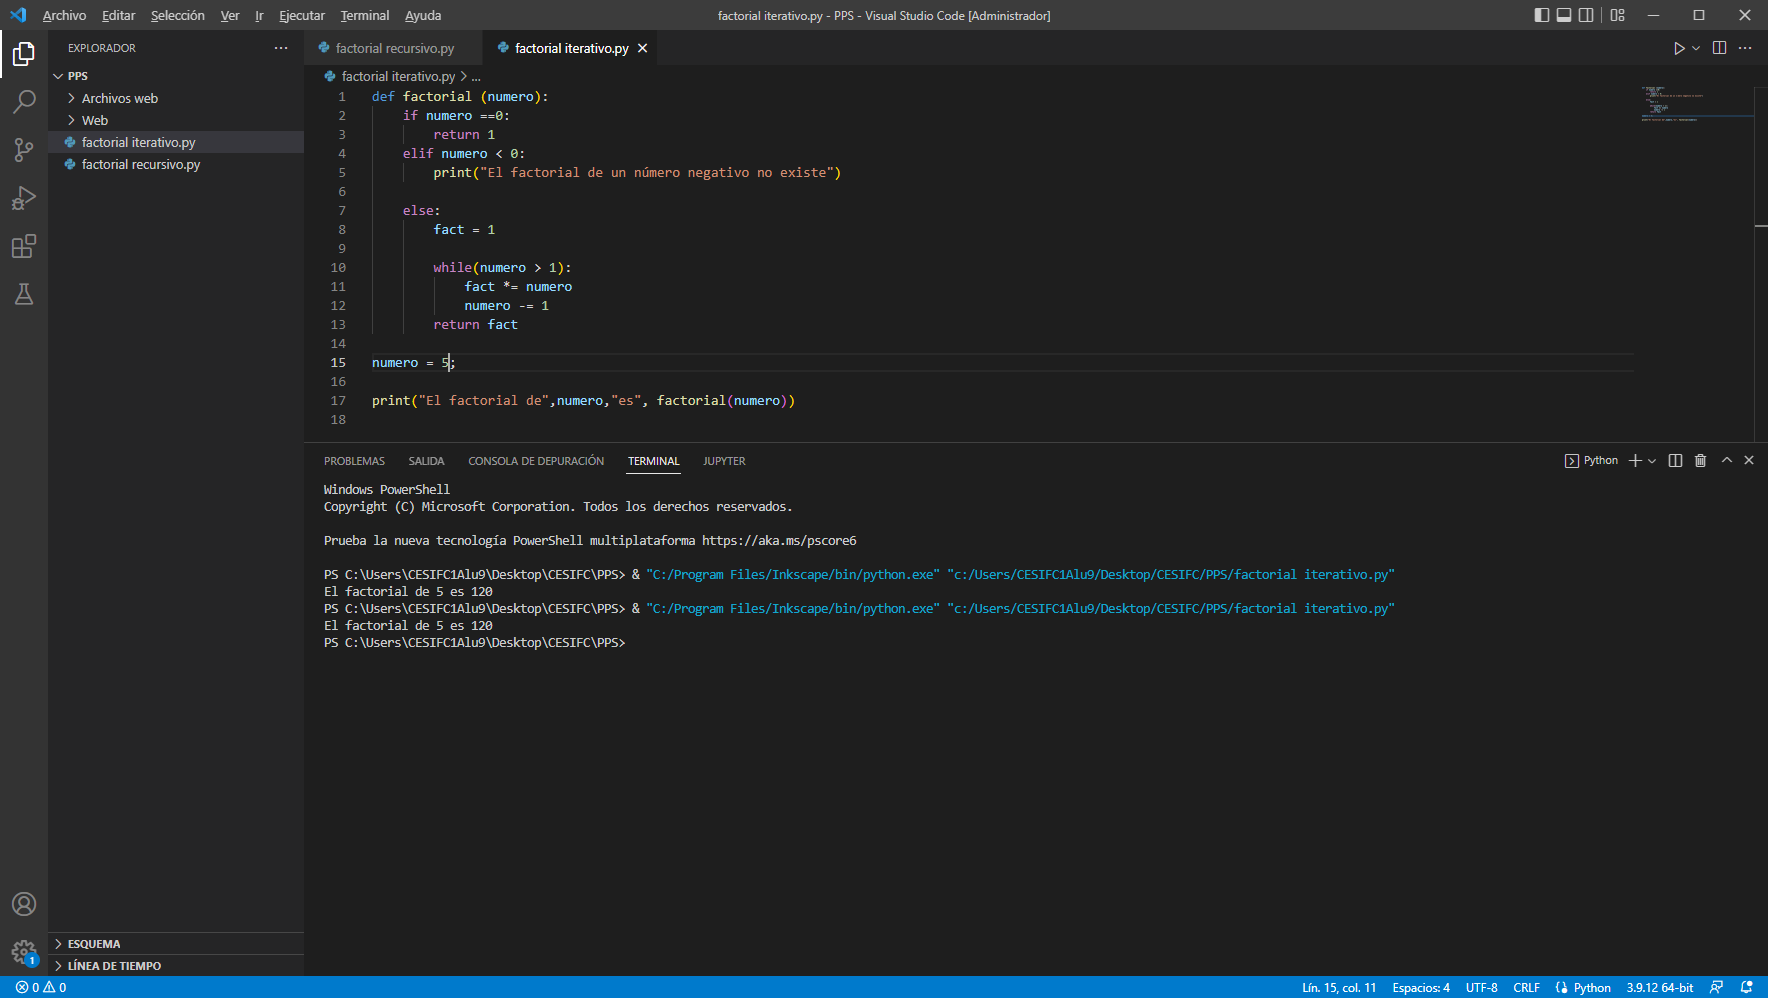 Archivo Editar Selección Ver Ir Ejecutar Terminal Ayuda
factorial iterativo.py - PPS - Visual Studio Code [Administrador]
EXPLORADOR
PPS
Archivos web
Web
factorial iterativo.py
factorial recursivo.py
ESQUEMA
LÍNEA DE TIEMPO
factorial recursivo.py factorial iterativo.py
factorial iterativo.py > ...
1 def factorial (numero):
2 if numero ==0:
3 return 1
4 elif numero < 0:
5 print("El factorial de un número negativo no existe")
6
7 else:
8 fact = 1
9
10 while(numero > 1):
11 fact *= numero
12 numero -= 1
13 return fact
14
15 numero = 5;
16
17 print("El factorial de",numero,"es", factorial(numero))
18
PROBLEMAS SALIDA CONSOLA DE DEPURACIÓN TERMINAL JUPYTER
Python
Windows PowerShell
Copyright (C) Microsoft Corporation. Todos los derechos reservados.
Prueba la nueva tecnología PowerShell multiplataforma https://aka.ms/pscore6
PS C:\Users\CESIFC1Alu9\Desktop\CESIFC\PPS> & "C:/Program Files/Inkscape/bin/python.exe" "c:/Users/CESIFC1Alu9/Desktop/CESIFC/PPS/factorial iterativo.py"
El factorial de 5 es 120
PS C:\Users\CESIFC1Alu9\Desktop\CESIFC\PPS> & "C:/Program Files/Inkscape/bin/python.exe" "c:/Users/CESIFC1Alu9/Desktop/CESIFC/PPS/factorial iterativo.py"
El factorial de 5 es 120
PS C:\Users\CESIFC1Alu9\Desktop\CESIFC\PPS>
1
0 0
Lín. 15, col. 11 Espacios: 4 UTF-8 CRLF Python 3.9.12 64-bit